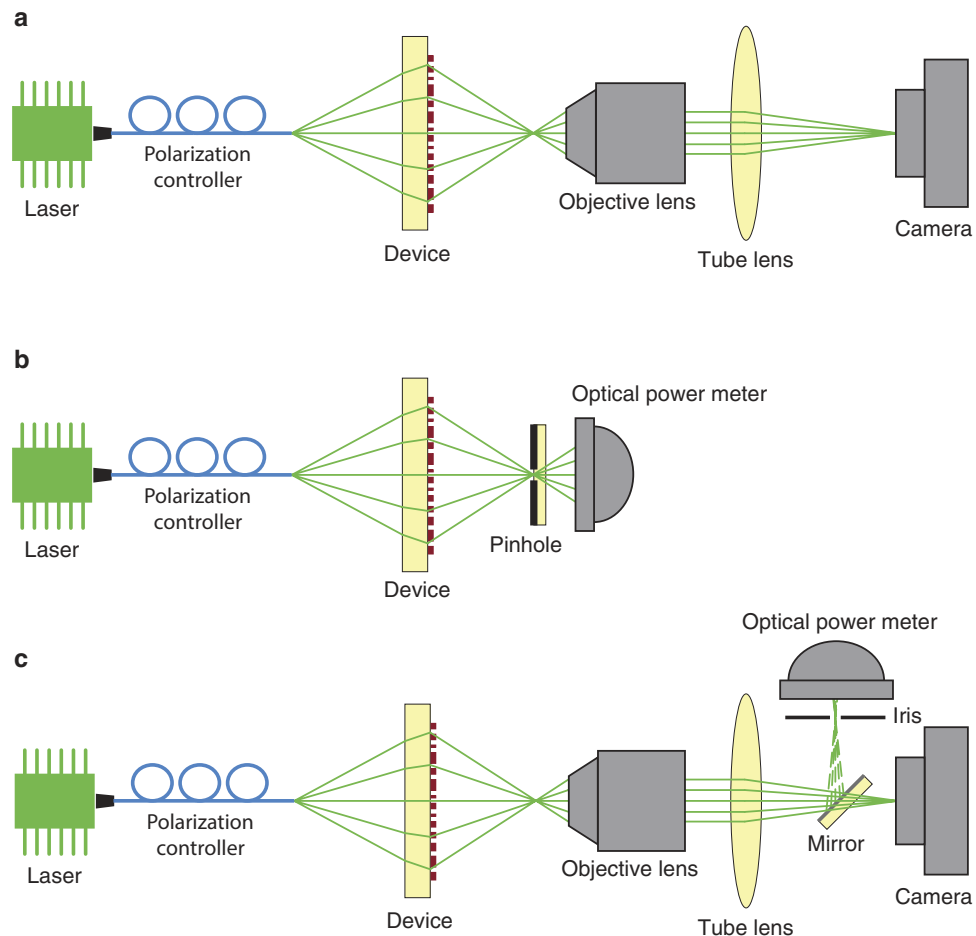 a
Laser
Polarization
controller
Device
Objective lens
Tube lens
Camera
b
Laser
Polarization
controller
Device
Pinhole
Optical power meter
c
Laser
Polarization
controller
Device
Objective lens
Tube lens
Optical power meter
Iris
Mirror
Camera